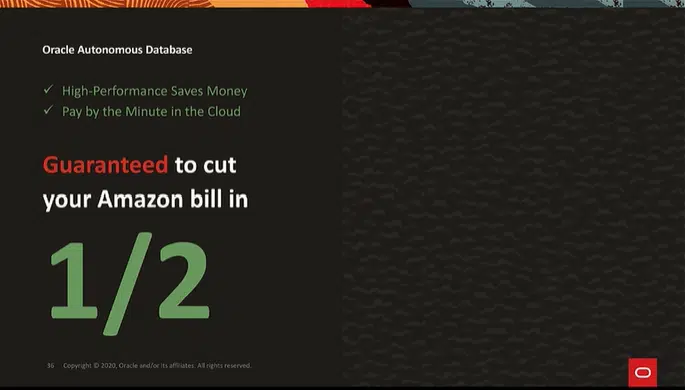 Oracle Autonomous Database
✓ High-Performance Saves Money
✓ Pay by the Minute in the Cloud
Guaranteed to cut
your Amazon bill in
1/2
36 Copyright © 2020, Oracle and/or its affiliates. All rights reserved.